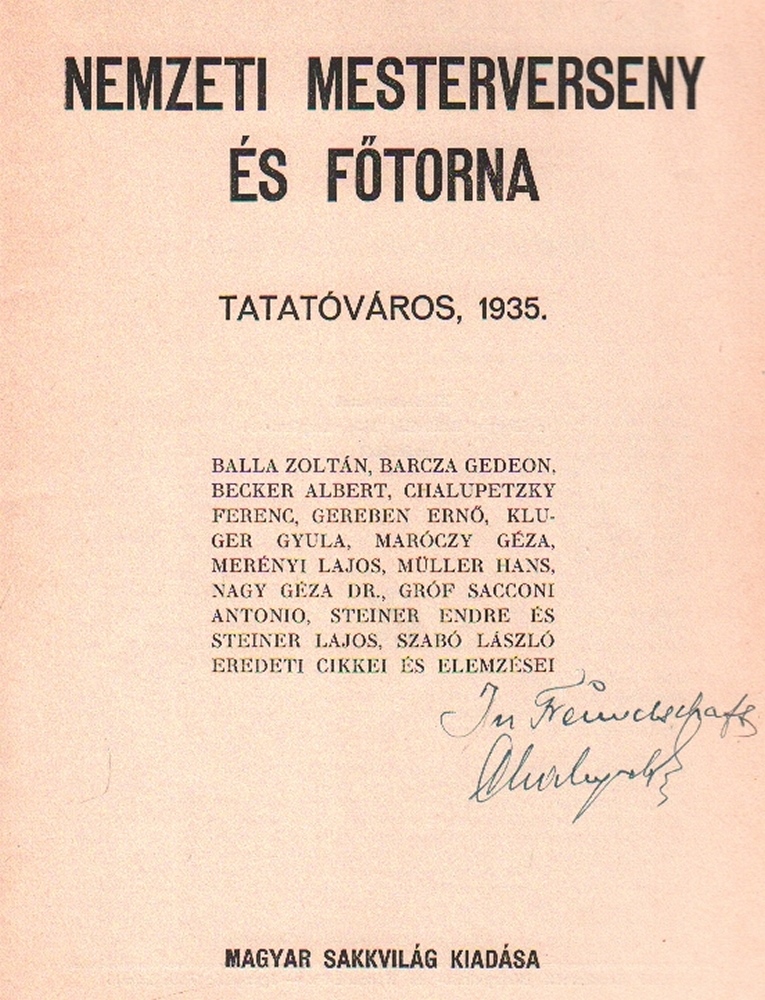 NEMZETI MESTERVERSENY
ÉS FŐTORNA
TATATÓVÁROS, 1935.
BALLA ZOLTÁN, BARCZA GEDEON,
BECKER ALBERT, CHALUPETZKY
FERENC, GEREBEN ERNŐ, KLU-
GER GYULA, MARÓCZY GÉZA,
MERÉNYI LAJOS, MÜLLER HANS,
NAGY GÉZA DR., GRÓF SACCONI
ANTONIO, STEINER ENDRE ÉS
STEINER LAJOS, SZABÓ LÁSZLÓ
EREDETI CIKKEI ÉS ELEMZÉSEI
In Freundschaft
MAGYAR SAKKVILÁG KIADÁSA